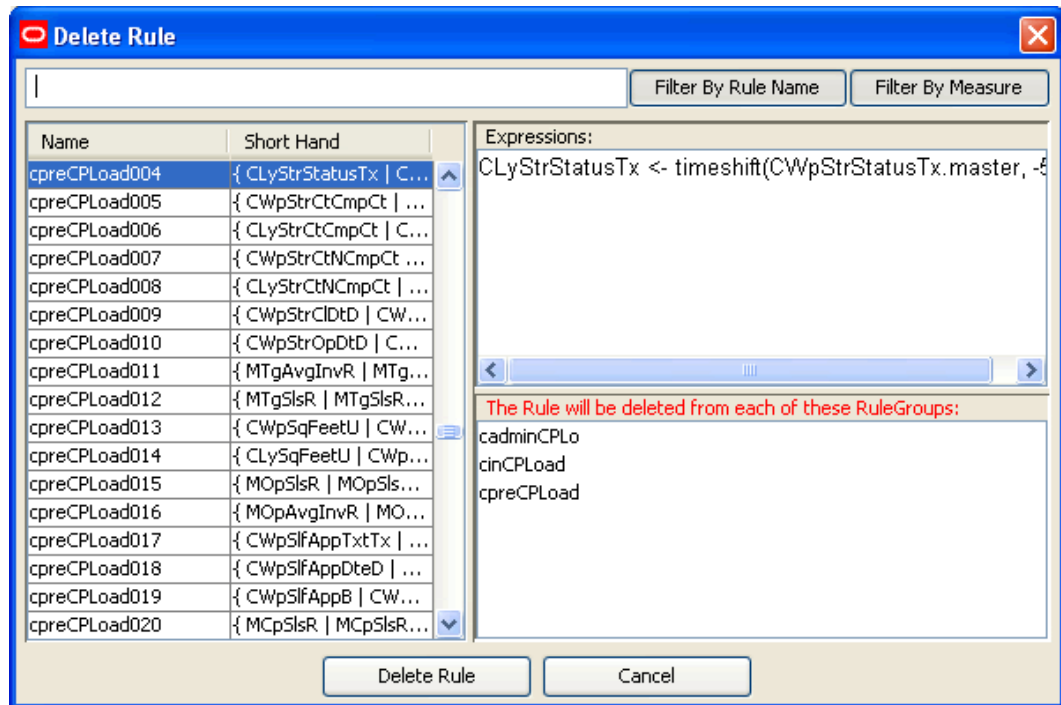 Delete Rule
Filter By Rule Name Filter By Measure
Name Short Hand
cpreCPLoad004 { CLyStrStatusTx | C...
cpreCPLoad005 { CWpStrCtCmpCt | ...
cpreCPLoad006 { CLyStrCtCmpCt | C...
cpreCPLoad007 { CWpStrCtNCmpCt ...
cpreCPLoad008 { CLyStrCtNCmpCt | ...
cpreCPLoad009 { CWpStrClDtD | CW...
cpreCPLoad010 { CWpStrOpDtD | C...
cpreCPLoad011 { MTgAvgInvR | MTg...
cpreCPLoad012 { MTgSlsR | MTgSlsR...
cpreCPLoad013 { CWpSqFeetU | CW...
cpreCPLoad014 { CLySqFeetU | CWp...
cpreCPLoad015 { MOpSlsR | MOpSls...
cpreCPLoad016 { MOpAvgInvR | MO...
cpreCPLoad017 { CWpSlfAppTxtTx | ...
cpreCPLoad018 { CWpSlfAppDteD | ...
cpreCPLoad019 { CWpSlfAppB | CW...
cpreCPLoad020 { MCpSlsR | MCpSlsR...
Expressions:
CLyStrStatusTx <- timeshift(CWpStrStatusTx.master, -5
The Rule will be deleted from each of these RuleGroups:
cadminCPLo
cinCPLoad
cpreCPLoad
Delete Rule Cancel